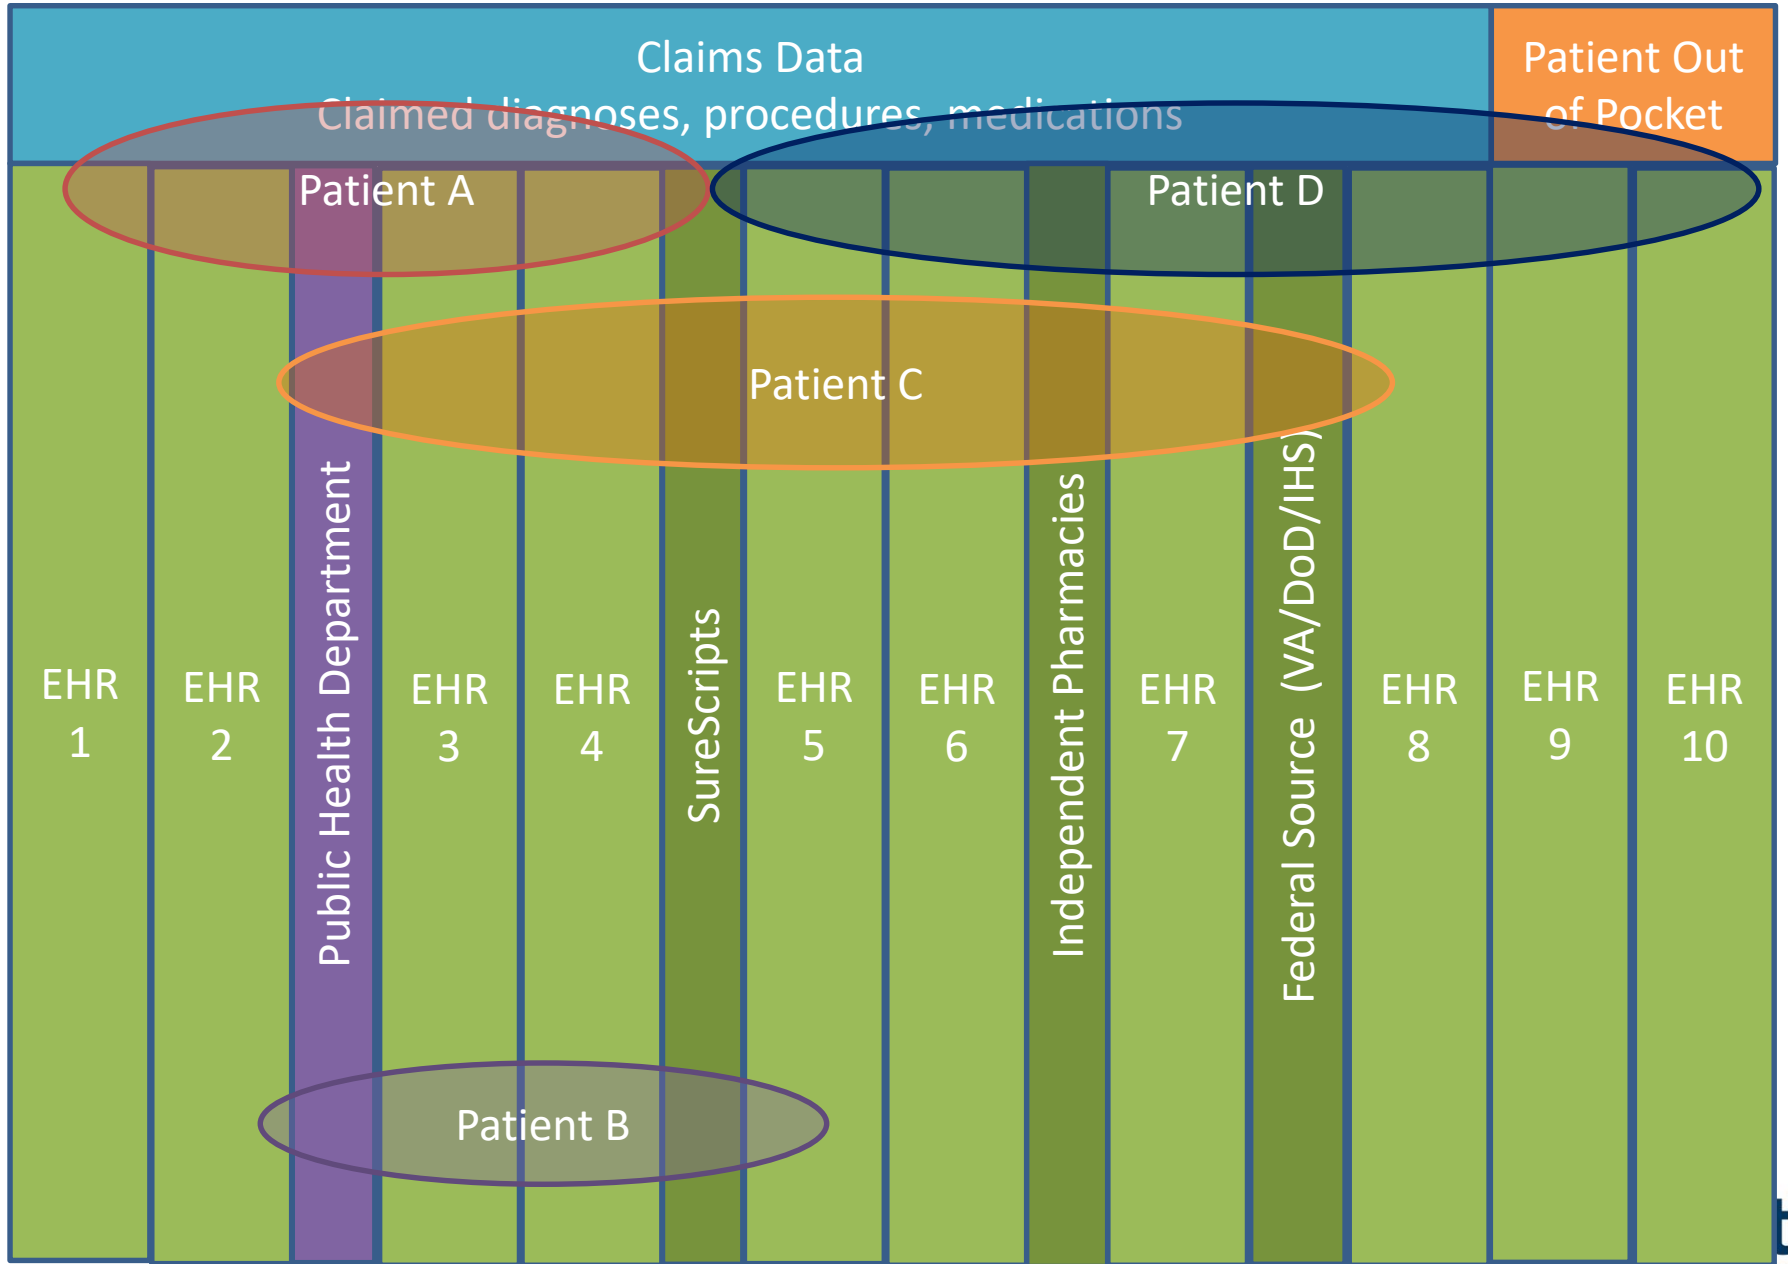 Claims Data
Claimed diagnoses, procedures, medications
Patient Out
of Pocket
Patient A
Patient D
Patient C
EHR
1
EHR
2
Public Health Department
EHR
3
EHR
4
SureScripts
EHR
5
EHR
6
Independent Pharmacies
EHR
7
Federal Source (VA/DoD/IHS)
EHR
8
EHR
9
EHR
10
Patient B
t